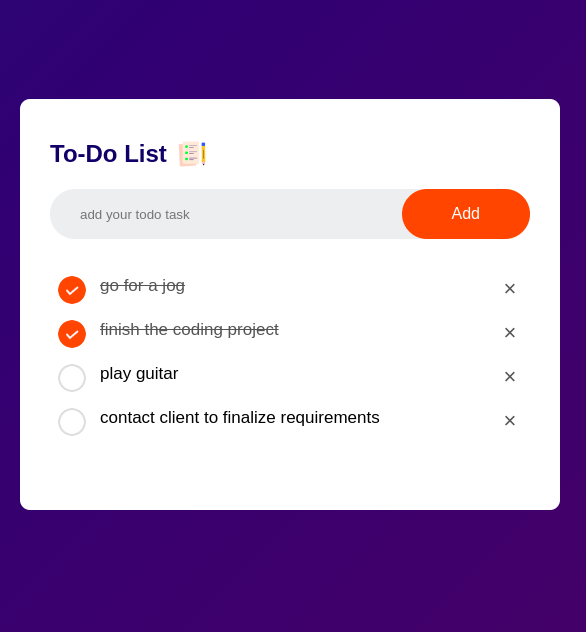 To-Do List
add your todo task
Add
go for a jog ×
finish the coding project ×
play guitar ×
contact client to finalize requirements ×